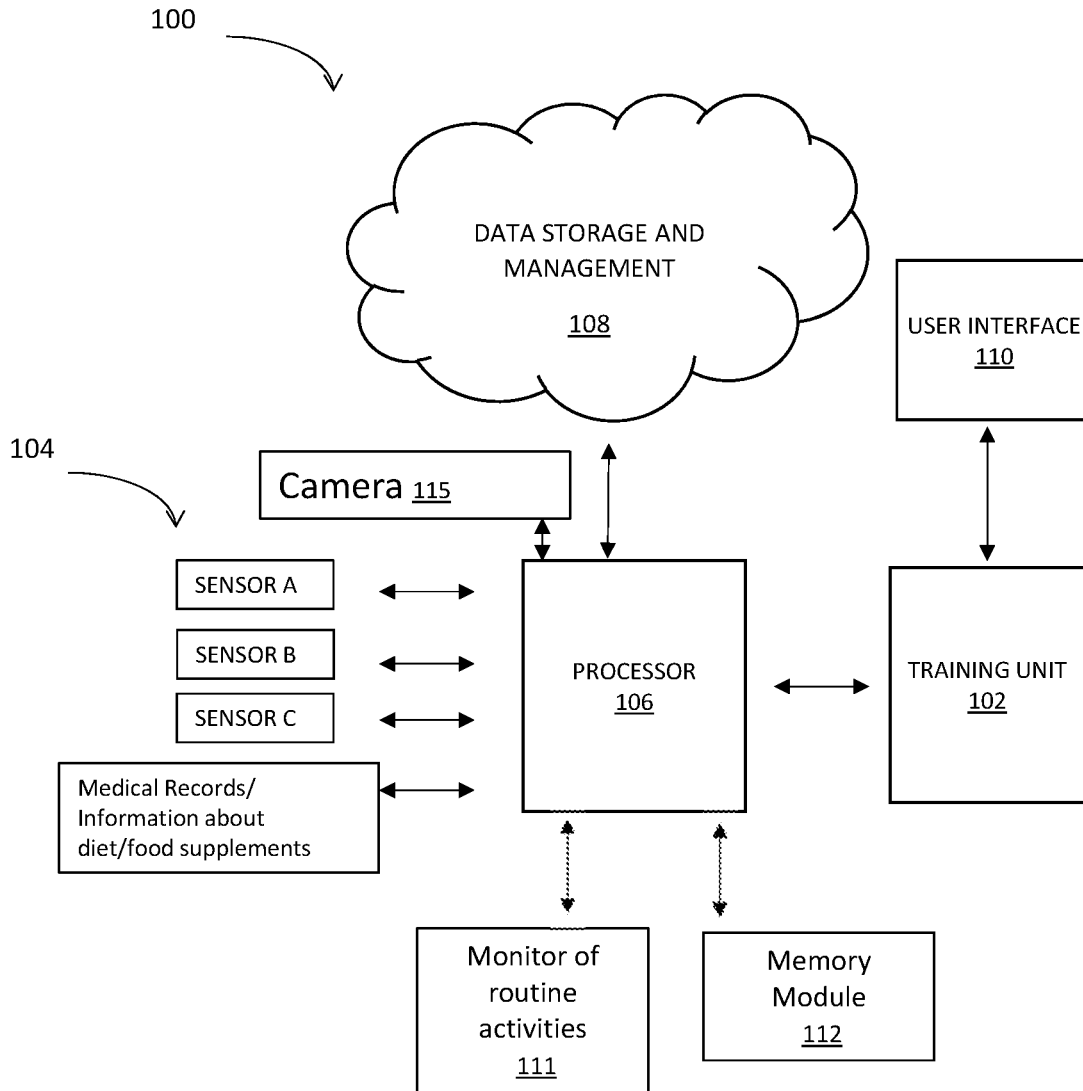 100
DATA STORAGE AND
MANAGEMENT
108
USER INTERFACE
110
104
Camera 115
SENSOR A
SENSOR B
SENSOR C
Medical Records/
Information about
diet/food supplements
PROCESSOR
106
TRAINING UNIT
102
Monitor of
routine
activities
111
Memory
Module
112